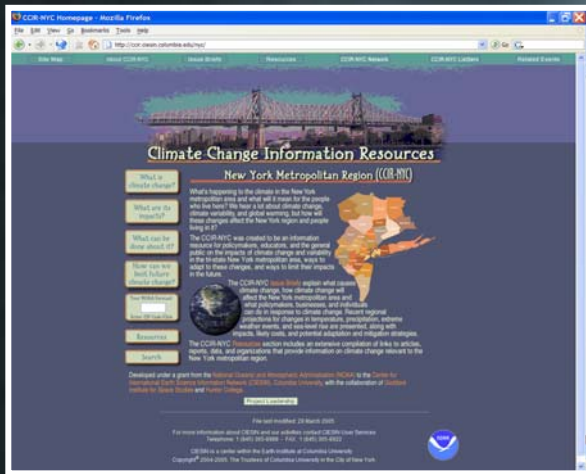 CCIR-NYC Homepage - Mozilla Firefox
File Edit View Go Bookmarks Tools Help
http://ccir.ciesin.columbia.edu/nyc/
Go
Site Map About CCIR-NYC Issue Briefs Resources CCIR-NYC Network CCIR-NYC Listserv Related Events
Climate Change Information Resources
New York Metropolitan Region (CCIR-NYC)
What is
climate change?
What are its
impacts?
What can be
done about it?
How can we
best future
climate change?
Resources
Search
What's happening to the climate in the New York
metropolitan area and what will it mean for the people
who live here? We hear a lot about climate change,
climate variability, and global warming, but how will
these changes affect the New York region and people
living in it?
The CCIR-NYC was created to be an information
resource for policymakers, educators, and the general
public on the impacts of climate change and variability
in the tri-state New York metropolitan area, ways to
adapt to these changes, and ways to limit their impacts
in the future.
The CCIR-NYC Issue Briefs explain what causes
climate change, how climate change will
affect the New York metropolitan area and
what policymakers, businesses, and individuals
can do in response to climate change. Recent regional
projections for changes in temperature, precipitation, extreme
weather events, and sea-level rise are presented, along with
impacts, likely costs, and potential adaptation and mitigation strategies.
The CCIR-NYC Resources section includes an extensive compilation of links to articles,
reports, data, and organizations that provide information on climate change relevant to the
New York metropolitan region.
Developed under a grant from the National Oceanic and Atmospheric Administration (NOAA) to the Center for
International Earth Science Information Network (CIESIN), Columbia University, with the collaboration of Goddard
Institute for Space Studies and Hunter College.
Project Leadership
File last modified: 28 March 2005
For more information about CIESIN and our activities contact CIESIN User Services
Telephone: 1 (845) 365-8988 - FAX: 1 (845) 365-8922
CIESIN is a center within the Earth Institute at Columbia University
Copyright© 2004-2005. The Trustees of Columbia University in the City of New York